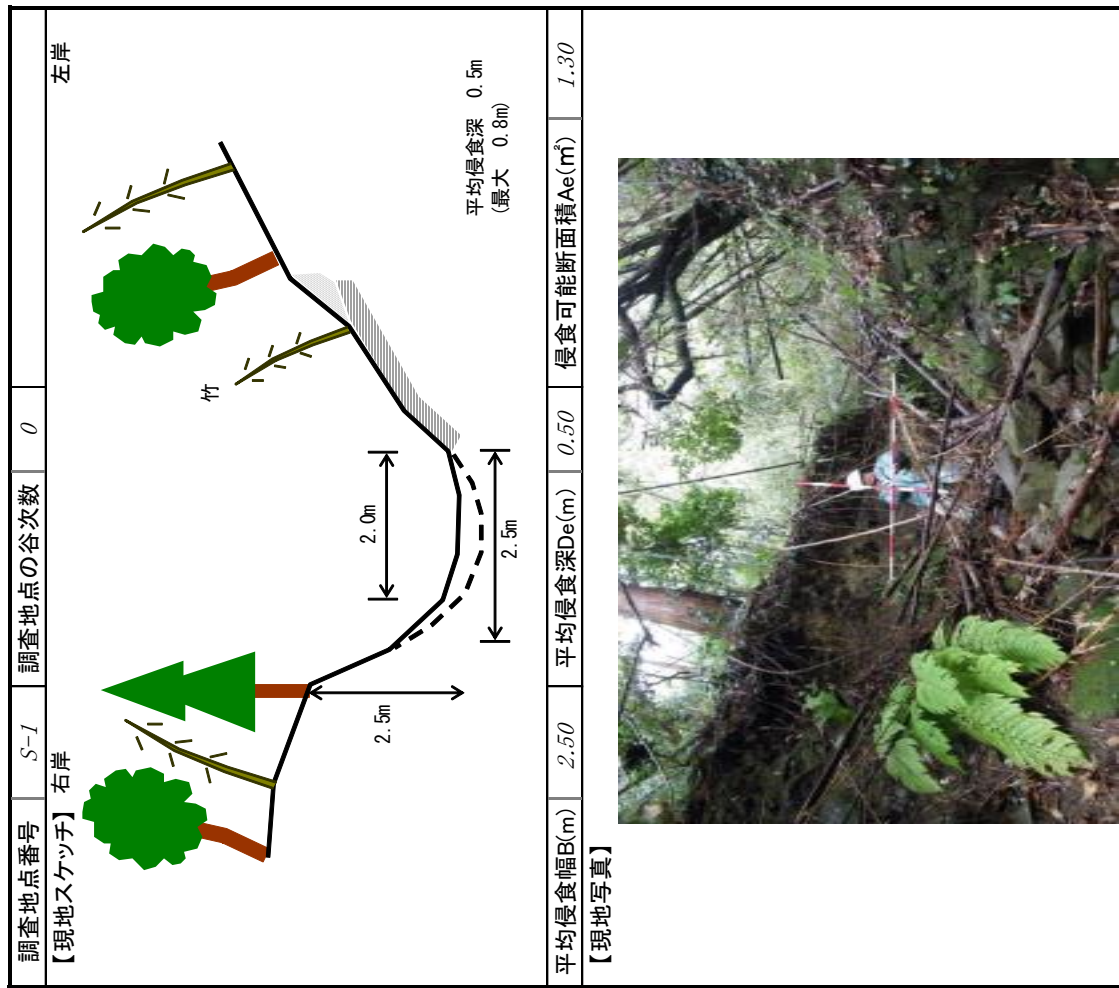 調査地点番号 S-1 調査地点の谷次数 0
【現地スケッチ】 右岸 左岸
竹
2.0m
2.5m
2.5m
平均侵食深 0.5m
(最大 0.8m)
平均侵食幅B(m) 2.50 平均侵食深De(m) 0.50 侵食可能断面積Ae(㎡) 1.30
【現地写真】